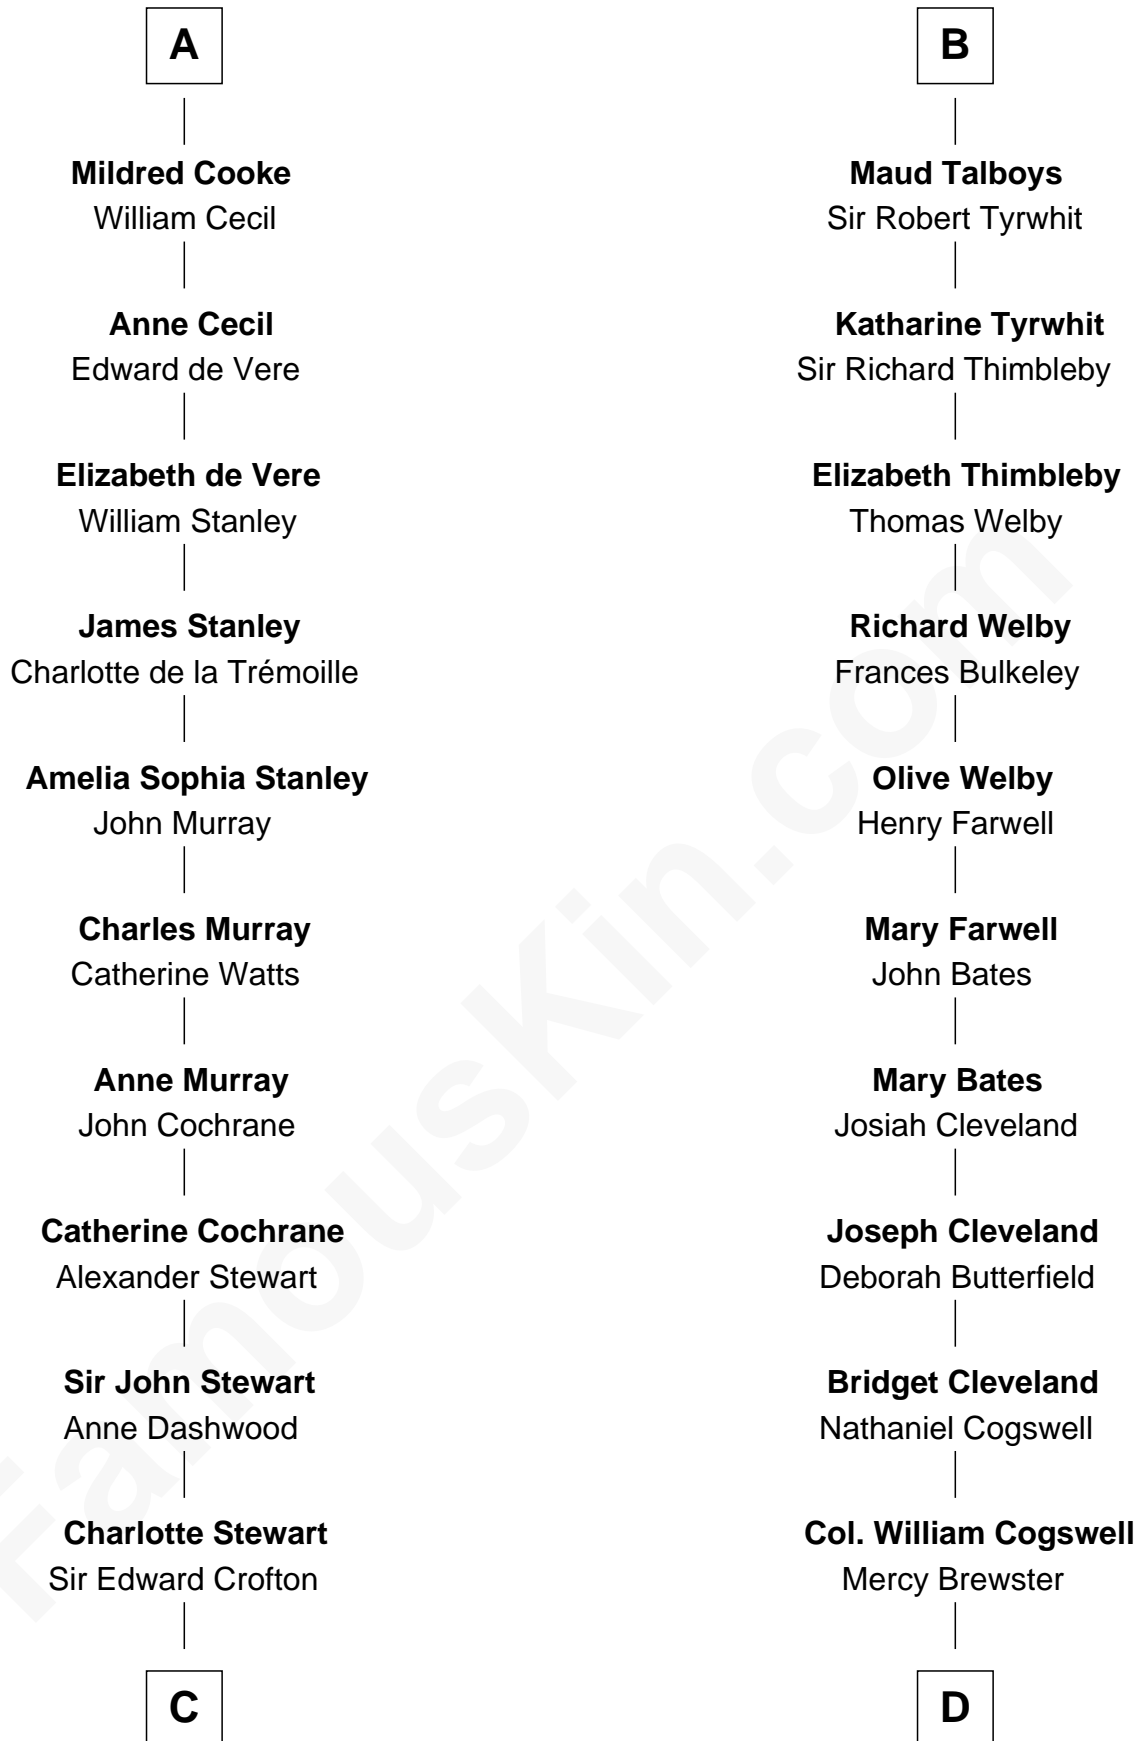 A
Mildred Cooke
William Cecil
Anne Cecil
Edward de Vere
Elizabeth de Vere
William Stanley
James Stanley
Charlotte de la Trémoille
Amelia Sophia Stanley
John Murray
Charles Murray
Catherine Watts
Anne Murray
John Cochrane
Catherine Cochrane
Alexander Stewart
Sir John Stewart
Anne Dashwood
Charlotte Stewart
Sir Edward Crofton
C
B
Maud Talboys
Sir Robert Tyrwhit
Katharine Tyrwhit
Sir Richard Thimbleby
Elizabeth Thimbleby
Thomas Welby
Richard Welby
Frances Bulkeley
Olive Welby
Henry Farwell
Mary Farwell
John Bates
Mary Bates
Josiah Cleveland
Joseph Cleveland
Deborah Butterfield
Bridget Cleveland
Nathaniel Cogswell
Col. William Cogswell
Mercy Brewster
D
FamousKin.com